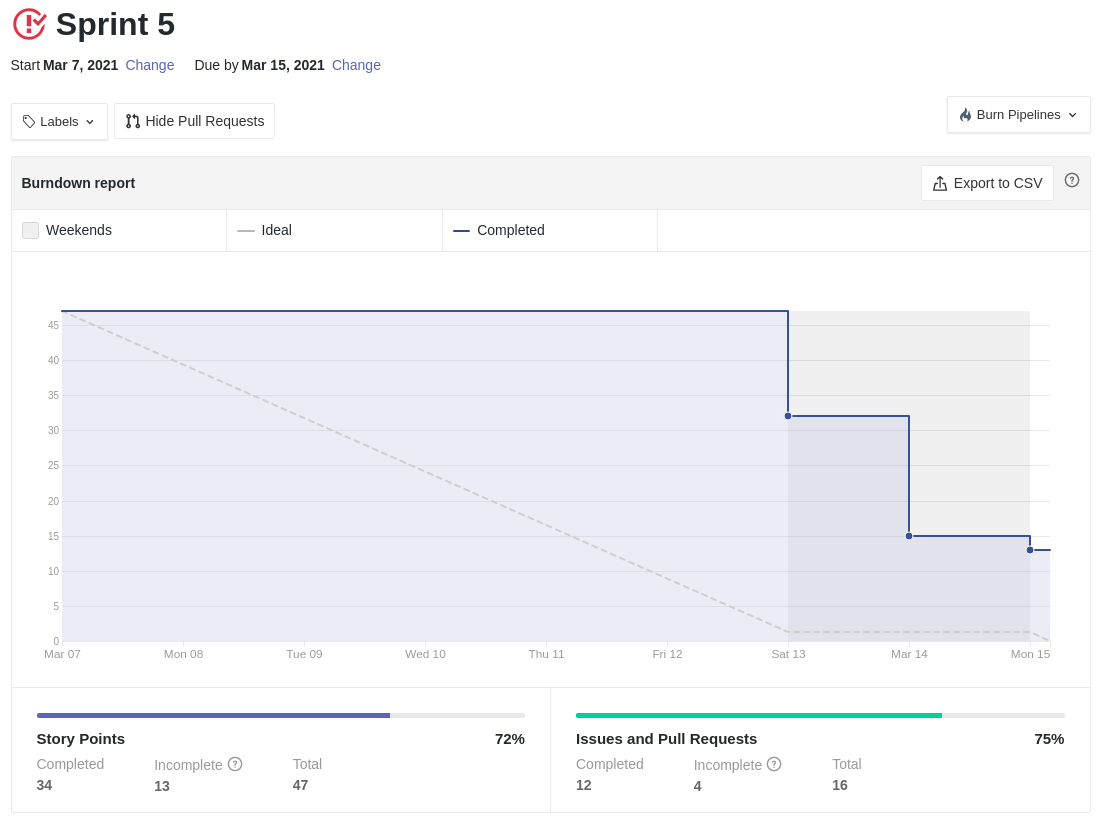 Sprint 5
Start Mar 7, 2021 Change Due by Mar 15, 2021 Change
Labels Hide Pull Requests Burn Pipelines
Burndown report Export to CSV
Weekends Ideal Completed
45
40
35
30
25
20
15
10
5
0
Mar 07 Mon 08 Tue 09 Wed 10 Thu 11 Fri 12 Sat 13 Mar 14 Mon 15
Story Points 72%
Completed Incomplete ? Total
34 13 47
Issues and Pull Requests 75%
Completed Incomplete ? Total
12 4 16